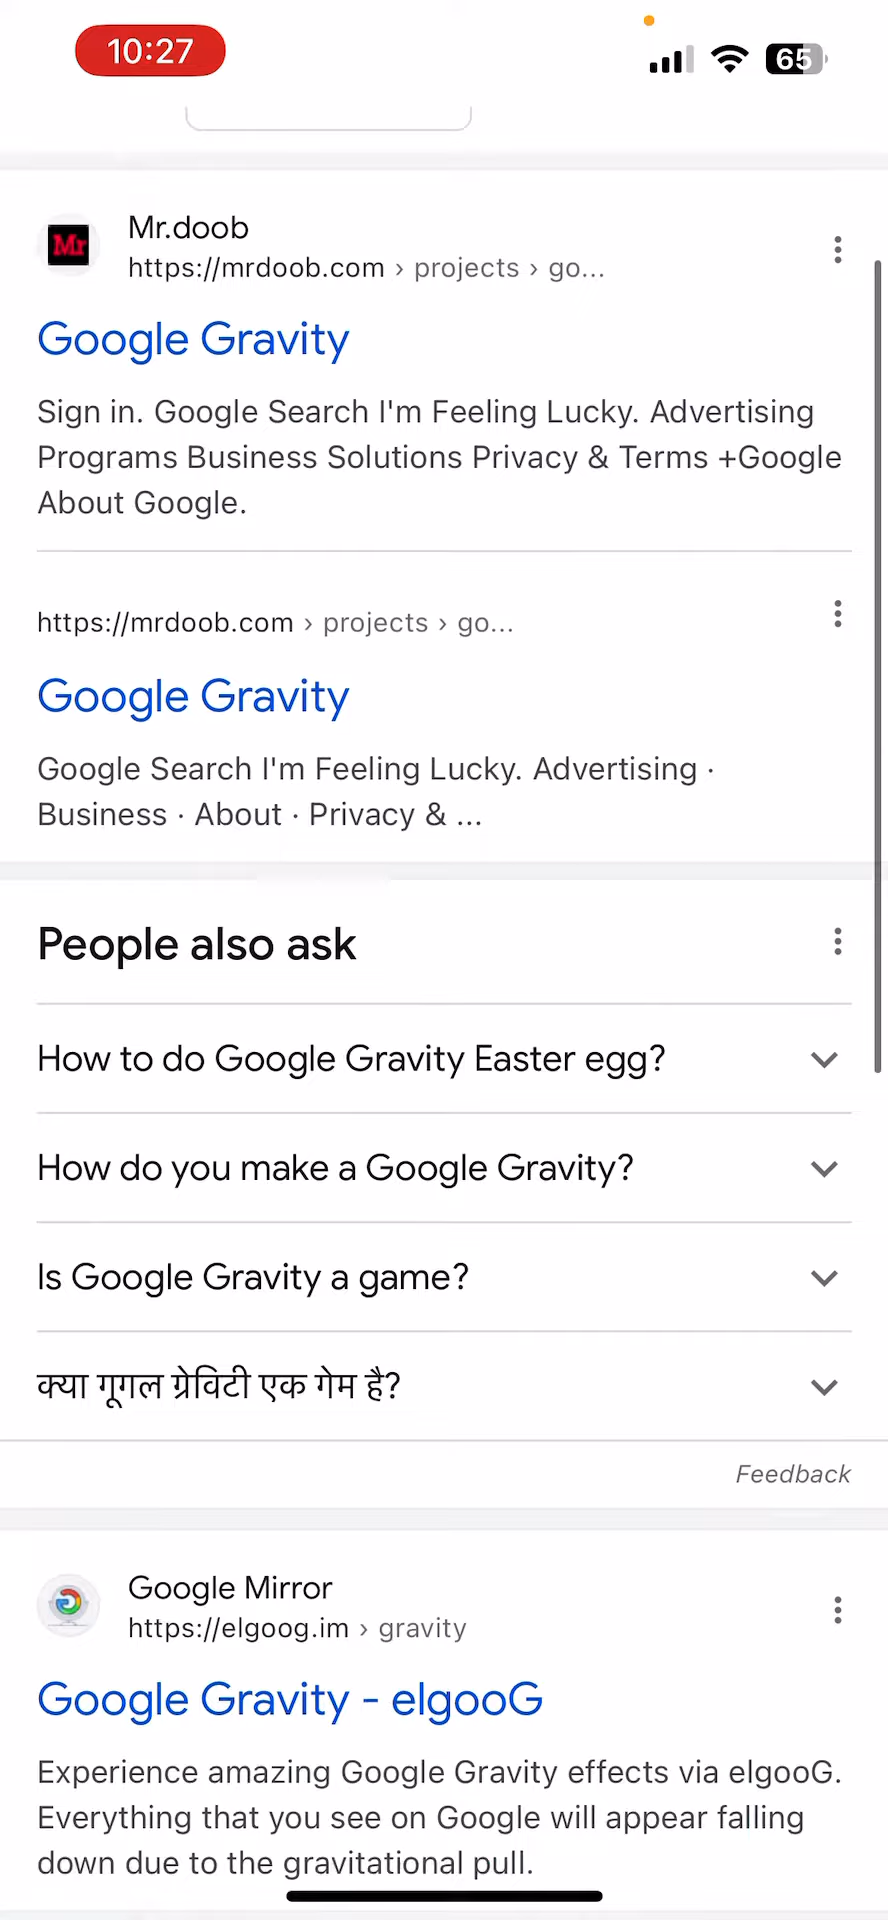 10:27
65
Mr
Mr.doob
https://mrdoob.com › projects › go...
Google Gravity
Sign in. Google Search I'm Feeling Lucky. Advertising
Programs Business Solutions Privacy & Terms +Google
About Google.
https://mrdoob.com › projects › go...
Google Gravity
Google Search I'm Feeling Lucky. Advertising ·
Business · About · Privacy & ...
People also ask
How to do Google Gravity Easter egg?
How do you make a Google Gravity?
Is Google Gravity a game?
क्या गूगल ग्रेविटी एक गेम है?
Feedback
Google Mirror
https://elgoog.im › gravity
Google Gravity - elgooG
Experience amazing Google Gravity effects via elgooG.
Everything that you see on Google will appear falling
down due to the gravitational pull.